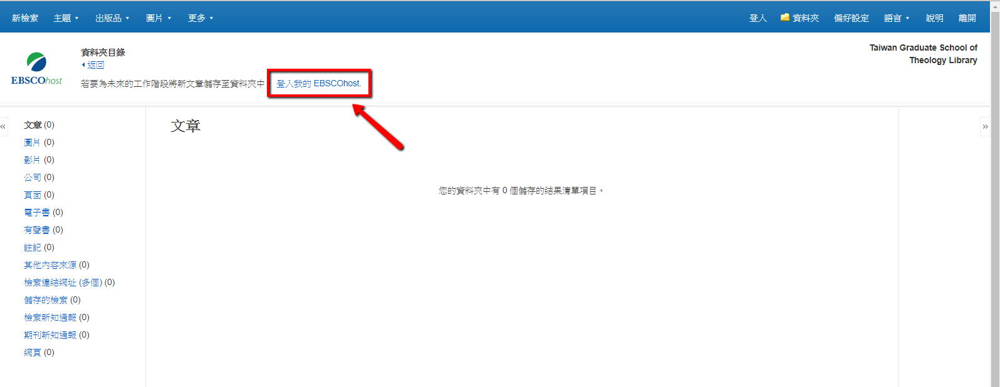 新檢索 主題 出版品 圖片 更多 登入 資料夾 偏好設定 語言 說明 離開
EBSCOhost
資料夾目錄
返回
若要為未來的工作階段將新文章儲存至資料夾中, 登入我的 EBSCOhost.
Taiwan Graduate School of
Theology Library
«
文章 (0)
圖片 (0)
影片 (0)
公司 (0)
頁面 (0)
電子書 (0)
有聲書 (0)
註記 (0)
其他內容來源 (0)
檢索連結網址 (多個) (0)
儲存的檢索 (0)
檢索新知通報 (0)
期刊新知通報 (0)
網頁 (0)
文章
您的資料夾中有 0 個儲存的結果清單項目。
»